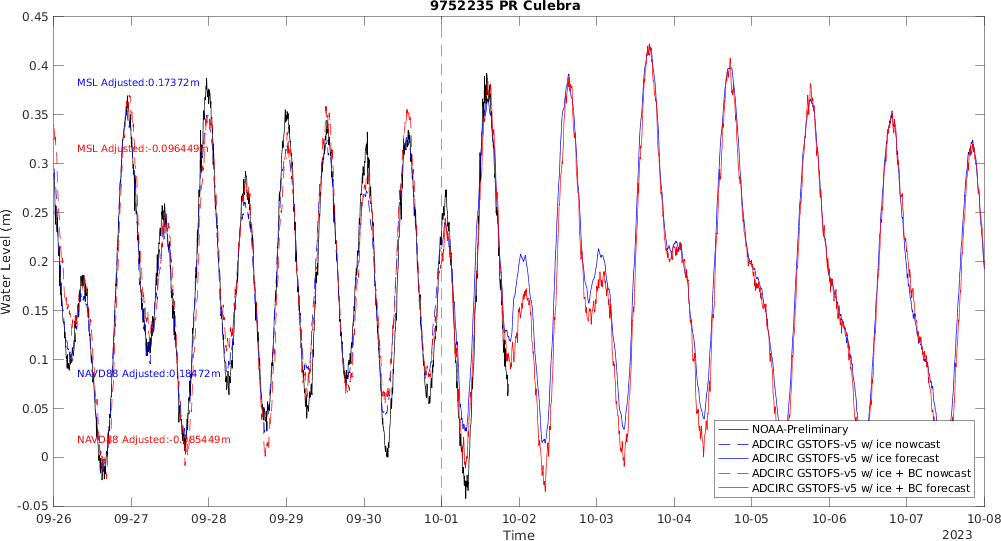 9752235 PR Culebra
0.45
0.4
0.35
0.3
0.25
0.2
0.15
0.1
0.05
0
-0.05
Water Level (m)
MSL Adjusted:0.17372m
MSL Adjusted:-0.096449m
NAVD88 Adjusted:0.18472m
NAVD88 Adjusted:-0.085449m
NOAA-Preliminary
ADCIRC GSTOFS-v5 w/ ice nowcast
ADCIRC GSTOFS-v5 w/ ice forecast
ADCIRC GSTOFS-v5 w/ ice + BC nowcast
ADCIRC GSTOFS-v5 w/ ice + BC forecast
09-26 09-27 09-28 09-29 09-30 10-01 10-02 10-03 10-04 10-05 10-06 10-07 10-08
Time
2023